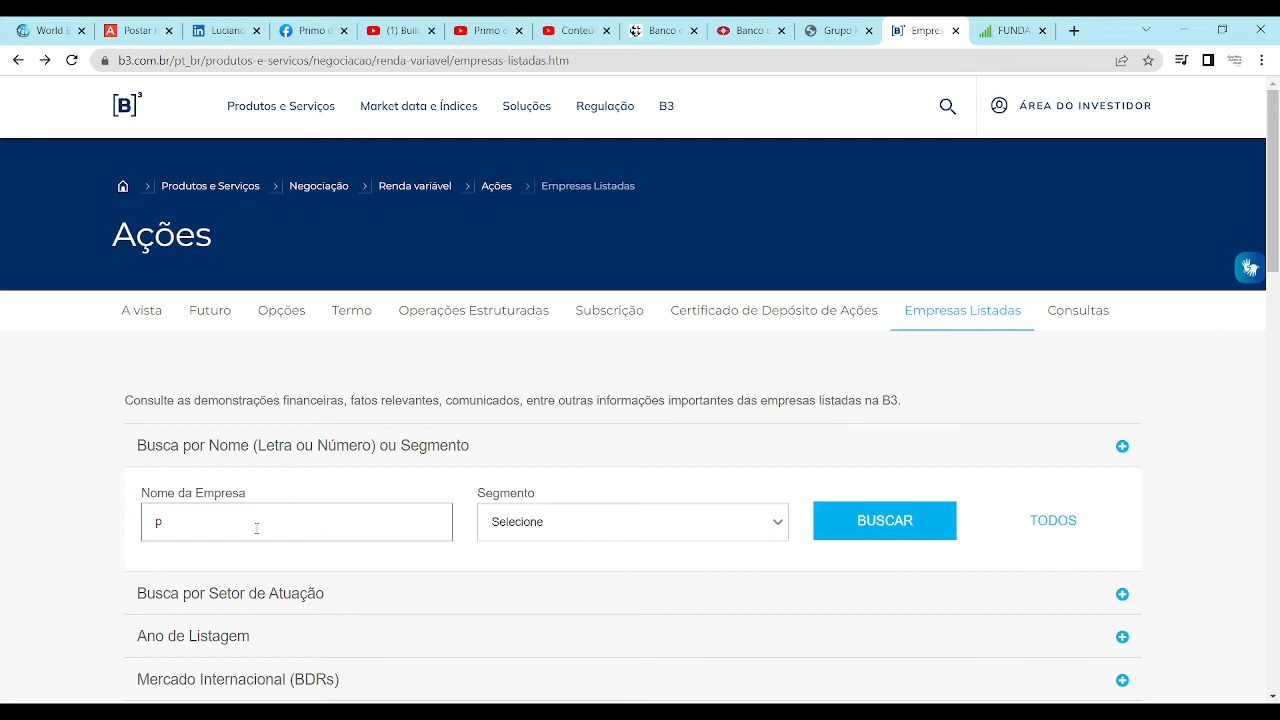 World B
Postar r
Luciano
Primo d
(1) Buil
Primo d
Conteú
Banco c
Banco c
Grupo F
Empres
FUNDA
b3.com.br/pt_br/produtos-e-servicos/negociacao/renda-variavel/empresas-listadas.htm
[B]³
Produtos e Serviços
Market data e Índices
Soluções
Regulação
B3
ÁREA DO INVESTIDOR
Produtos e Serviços
Negociação
Renda variável
Ações
Empresas Listadas
Ações
A vista
Futuro
Opções
Termo
Operações Estruturadas
Subscrição
Certificado de Depósito de Ações
Empresas Listadas
Consultas
Consulte as demonstrações financeiras, fatos relevantes, comunicados, entre outras informações importantes das empresas listadas na B3.
Busca por Nome (Letra ou Número) ou Segmento
Nome da Empresa
Segmento
p
Selecione
BUSCAR
TODOS
Busca por Setor de Atuação
Ano de Listagem
Mercado Internacional (BDRs)